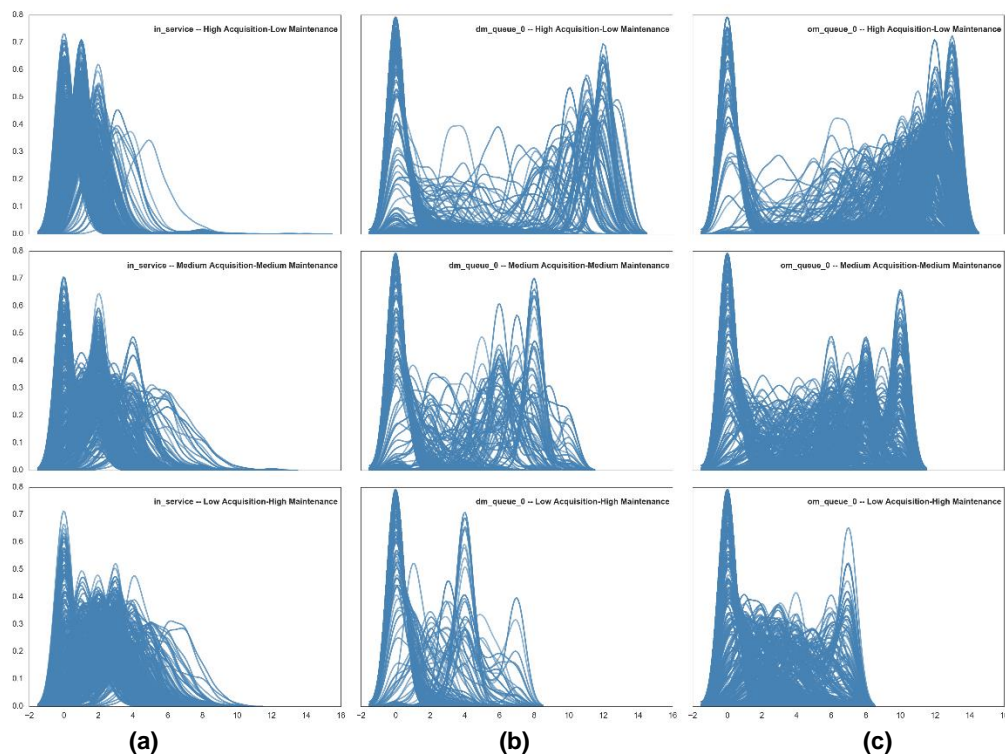 in_service -- High Acquisition-Low Maintenance
dm_queue_0 -- High Acquisition-Low Maintenance
om_queue_0 -- High Acquisition-Low Maintenance
0.8
0.7
0.6
0.5
0.4
0.3
0.2
0.1
0.0
in_service -- Medium Acquisition-Medium Maintenance
dm_queue_0 -- Medium Acquisition-Medium Maintenance
om_queue_0 -- Medium Acquisition-Medium Maintenance
0.8
0.7
0.6
0.5
0.4
0.3
0.2
0.1
0.0
in_service -- Low Acquisition-High Maintenance
dm_queue_0 -- Low Acquisition-High Maintenance
om_queue_0 -- Low Acquisition-High Maintenance
0.8
0.7
0.6
0.5
0.4
0.3
0.2
0.1
0.0
−2 0 2 4 6 8 10 12 14 16
−2 0 2 4 6 8 10 12 14 16
−2 0 2 4 6 8 10 12 14 16
(a) (b) (c)